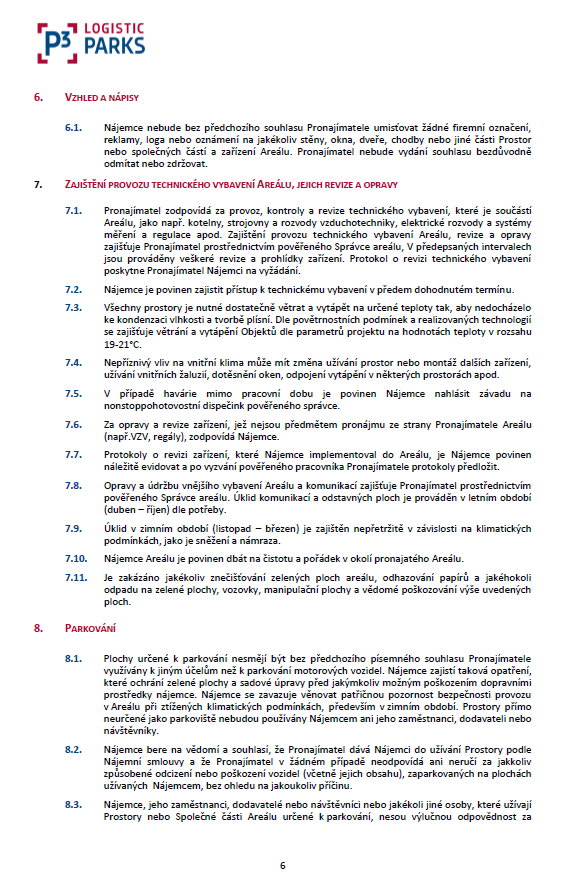 P3 LOGISTIC
PARKS
6. VZHLED A NÁPISY
6.1. Nájemce nebude bez předchozího souhlasu Pronajímatele umisťovat žádné firemní označení,
reklamy, loga nebo oznámení na jakékoliv stěny, okna, dveře, chodby nebo jiné části Prostor
nebo společných částí a zařízení Areálu. Pronajímatel nebude vydání souhlasu bezdůvodně
odmítat nebo zdržovat.
7. ZAJIŠTĚNÍ PROVOZU TECHNICKÉHO VYBAVENÍ AREÁLU, JEJICH REVIZE A OPRAVY
7.1. Pronajímatel zodpovídá za provoz, kontroly a revize technického vybavení, které je součástí
Areálu, jako např. kotelny, strojovny a rozvody vzduchotechniky, elektrické rozvody a systémy
měření a regulace apod. Zajištění provozu technického vybavení Areálu, revize a opravy
zajišťuje Pronajímatel prostřednictvím pověřeného Správce areálu, V předepsaných intervalech
jsou prováděny veškeré revize a prohlídky zařízení. Protokol o revizi technického vybavení
poskytne Pronajímatel Nájemci na vyžádání.
7.2. Nájemce je povinen zajistit přístup k technickému vybavení v předem dohodnutém termínu.
7.3. Všechny prostory je nutné dostatečně větrat a vytápět na určené teploty tak, aby nedocházelo
ke kondenzaci vlhkosti a tvorbě plísní. Dle povětrnostních podmínek a realizovaných technologií
se zajišťuje větrání a vytápění Objektů dle parametrů projektu na hodnotách teploty v rozsahu
19-21°C.
7.4. Nepříznivý vliv na vnitřní klima může mít změna užívání prostor nebo montáž dalších zařízení,
užívání vnitřních žaluzií, dotěsnění oken, odpojení vytápění v některých prostorách apod.
7.5. V případě havárie mimo pracovní dobu je povinen Nájemce nahlásit závadu na
nonstoppohotovostní dispečink pověřeného správce.
7.6. Za opravy a revize zařízení, jež nejsou předmětem pronájmu ze strany Pronajímatele Areálu
(např.VZV, regály), zodpovídá Nájemce.
7.7. Protokoly o revizi zařízení, které Nájemce implementoval do Areálu, je Nájemce povinen
náležitě evidovat a po vyzvání pověřeného pracovníka Pronajímatele protokoly předložit.
7.8. Opravy a údržbu vnějšího vybavení Areálu a komunikací zajišťuje Pronajímatel prostřednictvím
pověřeného Správce areálu. Úklid komunikací a odstavných ploch je prováděn v letním období
(duben – říjen) dle potřeby.
7.9. Úklid v zimním období (listopad – březen) je zajištěn nepřetržitě v závislosti na klimatických
podmínkách, jako je sněžení a námraza.
7.10. Nájemce Areálu je povinen dbát na čistotu a pořádek v okolí pronajatého Areálu.
7.11. Je zakázáno jakékoliv znečišťování zelených ploch areálu, odhazování papírů a jakéhokoli
odpadu na zelené plochy, vozovky, manipulační plochy a vědomé poškozování výše uvedených
ploch.
8. PARKOVÁNÍ
8.1. Plochy určené k parkování nesmějí být bez předchozího písemného souhlasu Pronajímatele
využívány k jiným účelům než k parkování motorových vozidel. Nájemce zajistí taková opatření,
které ochrání zelené plochy a sadové úpravy před jakýmkoliv možným poškozením dopravními
prostředky nájemce. Nájemce se zavazuje věnovat patřičnou pozornost bezpečnosti provozu
v Areálu při ztížených klimatických podmínkách, především v zimním období. Prostory přímo
neurčené jako parkoviště nebudou používány Nájemcem ani jeho zaměstnanci, dodavateli nebo
návštěvníky.
8.2. Nájemce bere na vědomí a souhlasí, že Pronajímatel dává Nájemci do užívání Prostory podle
Nájemní smlouvy a že Pronajímatel v žádném případě neodpovídá ani neručí za jakkoliv
způsobené odcizení nebo poškození vozidel (včetně jejich obsahu), zaparkovaných na plochách
užívaných Nájemcem, bez ohledu na jakoukoliv příčinu.
8.3. Nájemce, jeho zaměstnanci, dodavatelé nebo návštěvníci nebo jakékoli jiné osoby, které užívají
Prostory nebo Společné části Areálu určené k parkování, nesou výlučnou odpovědnost za
6